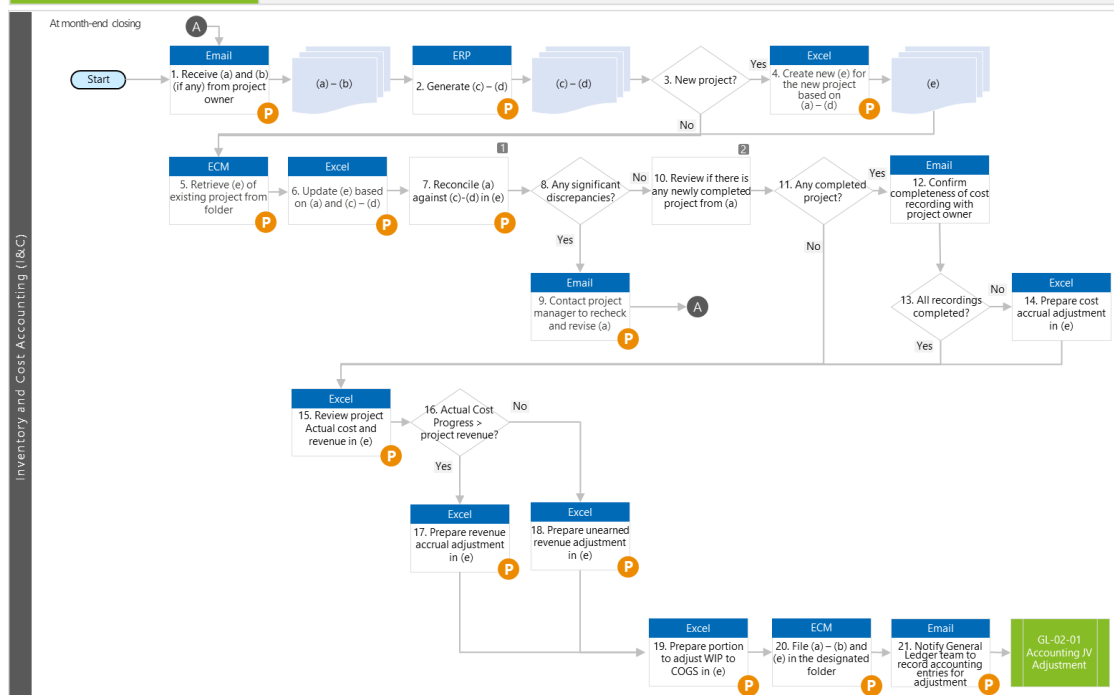 At month-end closing
A
Start
Email
1. Receive (a) and (b)
(if any) from project
owner
P
(a) – (b)
ERP
2. Generate (c) – (d)
P
(c) – (d)
3. New project?
Yes
No
Excel
4. Create new (e) for
the new project
based on
(a) – (d)
P
(e)
ECM
5. Retrieve (e) of
existing project from
folder
P
Excel
6. Update (e) based
on (a) and (c) – (d)
P
1
7. Reconcile (a)
against (c)-(d) in (e)
P
8. Any significant
discrepancies?
No
Yes
2
10. Review if there is
any newly completed
project from (a)
11. Any completed
project?
Yes
No
Email
12. Confirm
completeness of cost
recording with
project owner
Email
9. Contact project
manager to recheck
and revise (a)
P
A
13. All recordings
completed?
No
Yes
Excel
14. Prepare cost
accrual adjustment
in (e)
Inventory and Cost Accounting (I&C)
Excel
15. Review project
Actual cost and
revenue in (e)
P
16. Actual Cost
Progress >
project revenue?
No
Yes
Excel
17. Prepare revenue
accrual adjustment
in (e)
P
Excel
18. Prepare unearned
revenue adjustment
in (e)
P
Excel
19. Prepare portion
to adjust WIP to
COGS in (e)
P
ECM
20. File (a) – (b) and
(e) in the designated
folder
P
Email
21. Notify General
Ledger team to
record accounting
entries for
adjustment
P
GL-02-01
Accounting JV
Adjustment